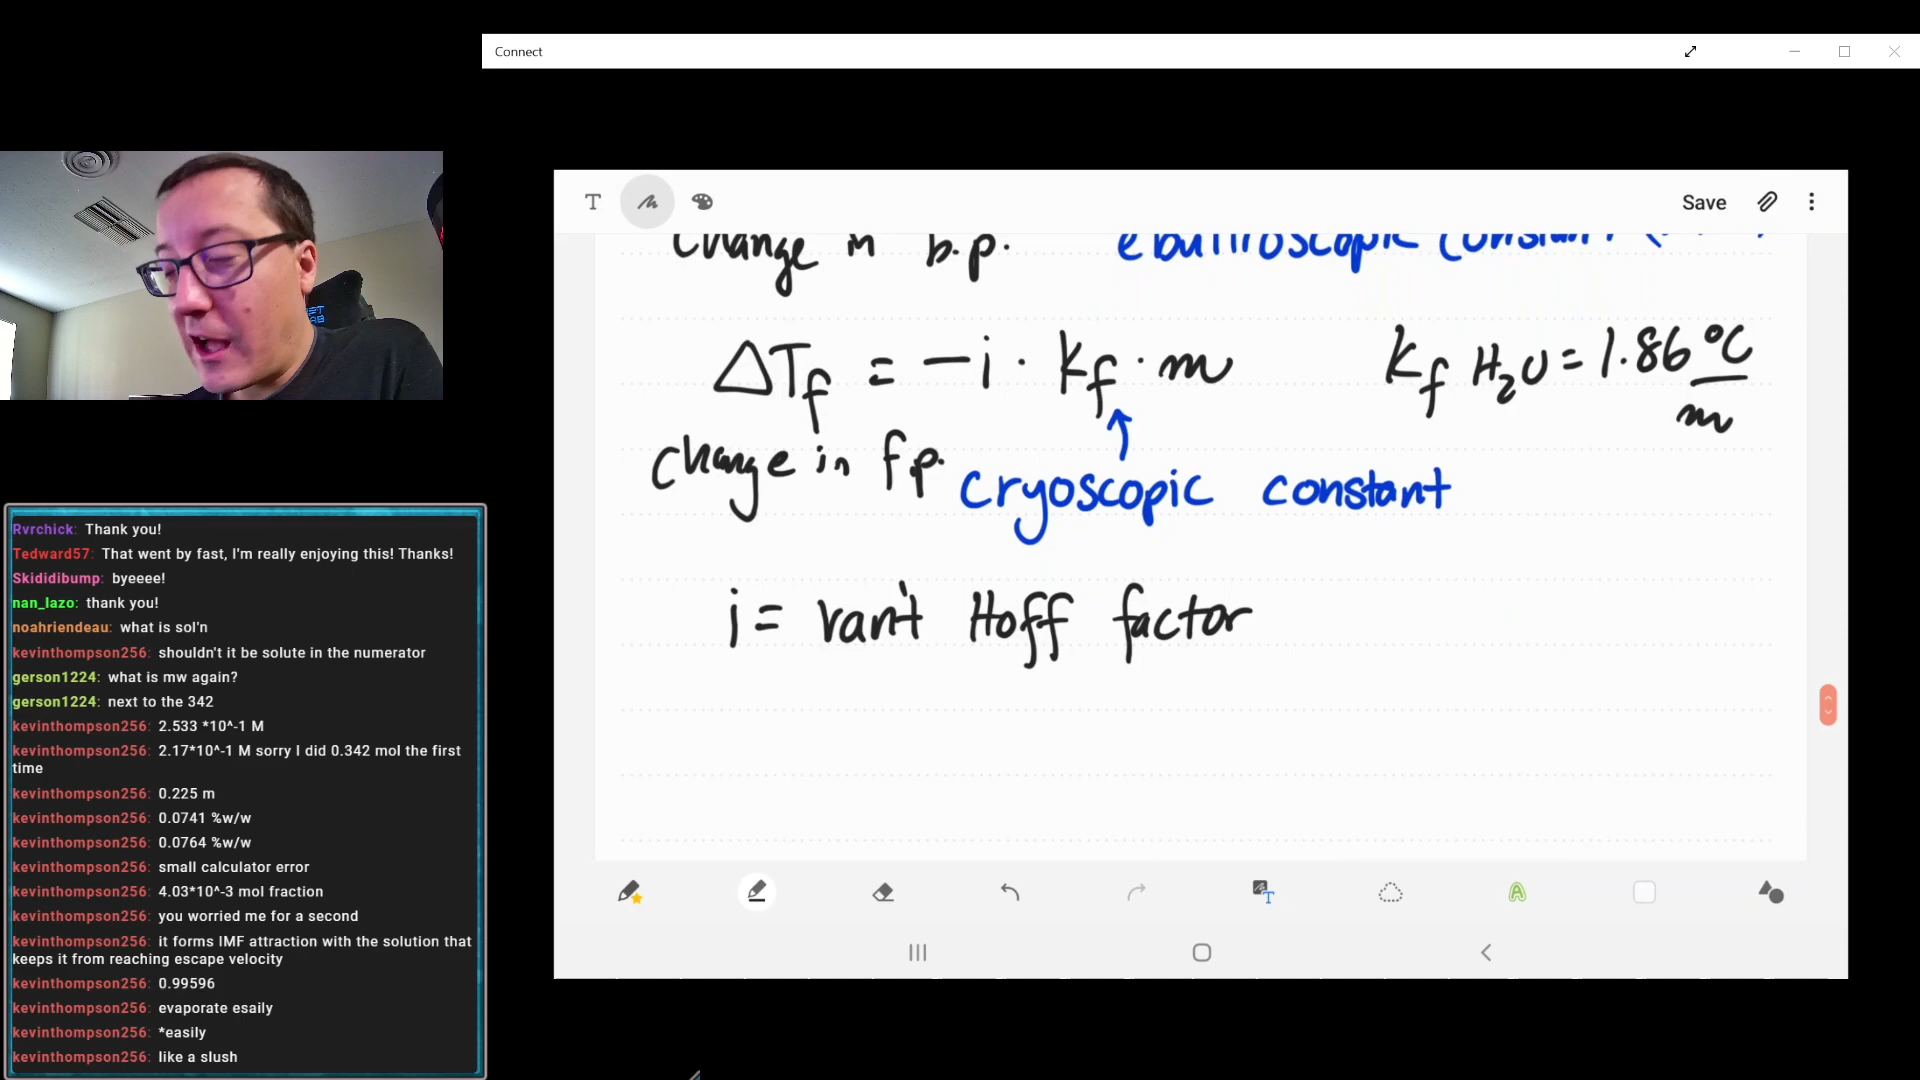 Connect
T
Save
change in b.p. ebullioscopic constant
ΔTf = -i · kf · m
kf H2O = 1.86 °C/m
change in f.p.
cryoscopic constant
i = van't Hoff factor
Rvrchick: Thank you!
Tedward57: That went by fast, I'm really enjoying this! Thanks!
Skididibump: byeeee!
nan_lazo: thank you!
noahriendeau: what is sol'n
kevinthompson256: shouldn't it be solute in the numerator
gerson1224: what is mw again?
gerson1224: next to the 342
kevinthompson256: 2.533 *10^-1 M
kevinthompson256: 2.17*10^-1 M sorry I did 0.342 mol the first
time
kevinthompson256: 0.225 m
kevinthompson256: 0.0741 %w/w
kevinthompson256: 0.0764 %w/w
kevinthompson256: small calculator error
kevinthompson256: 4.03*10^-3 mol fraction
kevinthompson256: you worried me for a second
kevinthompson256: it forms IMF attraction with the solution that
keeps it from reaching escape velocity
kevinthompson256: 0.99596
kevinthompson256: evaporate esaily
kevinthompson256: *easily
kevinthompson256: like a slush